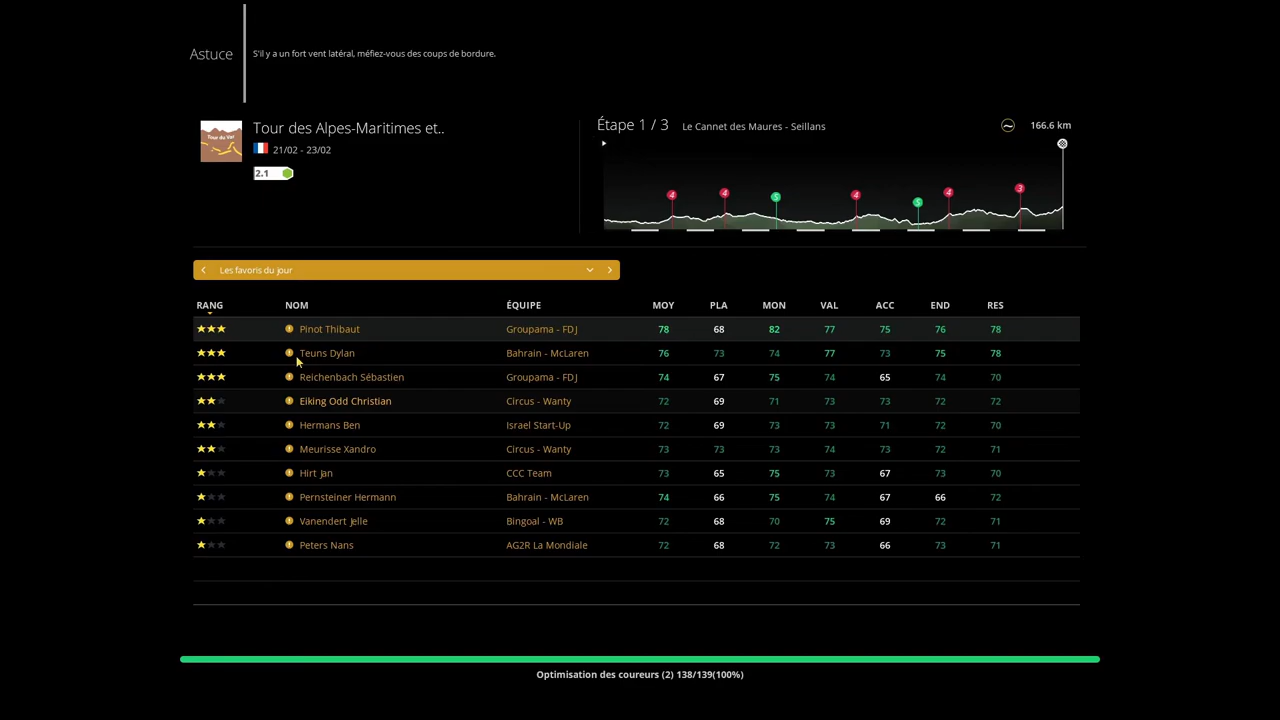 Astuce
S'il y a un fort vent latéral, méfiez-vous des coups de bordure.
Tour du Var
Tour des Alpes-Maritimes et..
21/02 - 23/02
2.1
Étape 1 / 3 Le Cannet des Maures - Seillans 166.6 km
4 4 S 4 S 4 3
Les favoris du jour
RANG NOM ÉQUIPE MOY PLA MON VAL ACC END RES
Pinot Thibaut Groupama - FDJ 78 68 82 77 75 76 78
Teuns Dylan Bahrain - McLaren 76 73 74 77 73 75 78
Reichenbach Sébastien Groupama - FDJ 74 67 75 74 65 74 70
Eiking Odd Christian Circus - Wanty 72 69 71 73 73 72 72
Hermans Ben Israel Start-Up 72 69 73 73 71 72 70
Meurisse Xandro Circus - Wanty 73 73 73 74 73 72 71
Hirt Jan CCC Team 73 65 75 73 67 73 70
Pernsteiner Hermann Bahrain - McLaren 74 66 75 74 67 66 72
Vanendert Jelle Bingoal - WB 72 68 70 75 69 72 71
Peters Nans AG2R La Mondiale 72 68 72 73 66 73 71
Optimisation des coureurs (2) 138/139(100%)